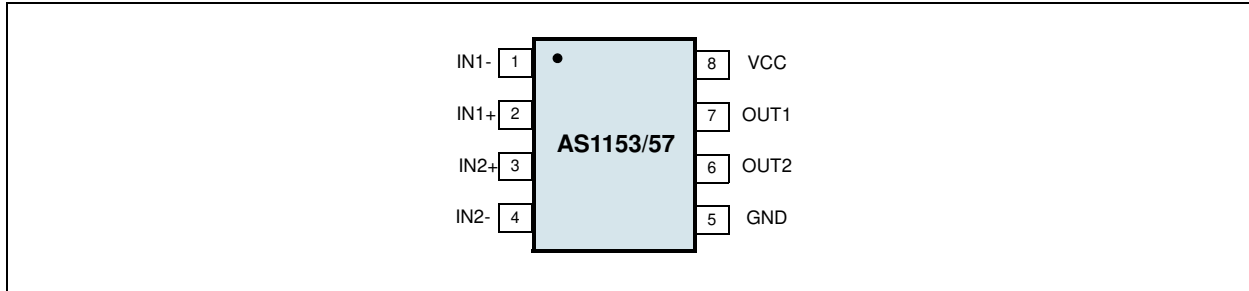 IN1- 1 8 VCC
IN1+ 2 7 OUT1
AS1153/57
IN2+ 3 6 OUT2
IN2- 4 5 GND